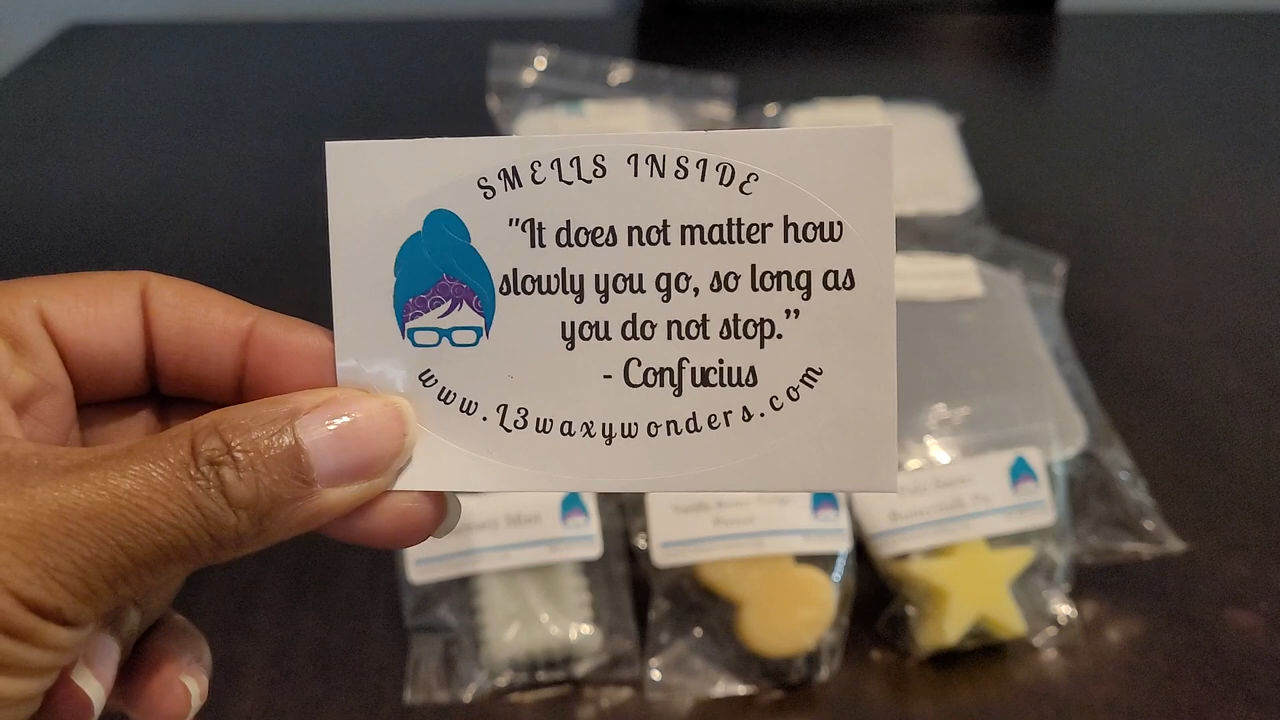 SMELLS INSIDE
"It does not matter how
slowly you go, so long as
you do not stop.”
- Confucius
www.L3waxywonders.com